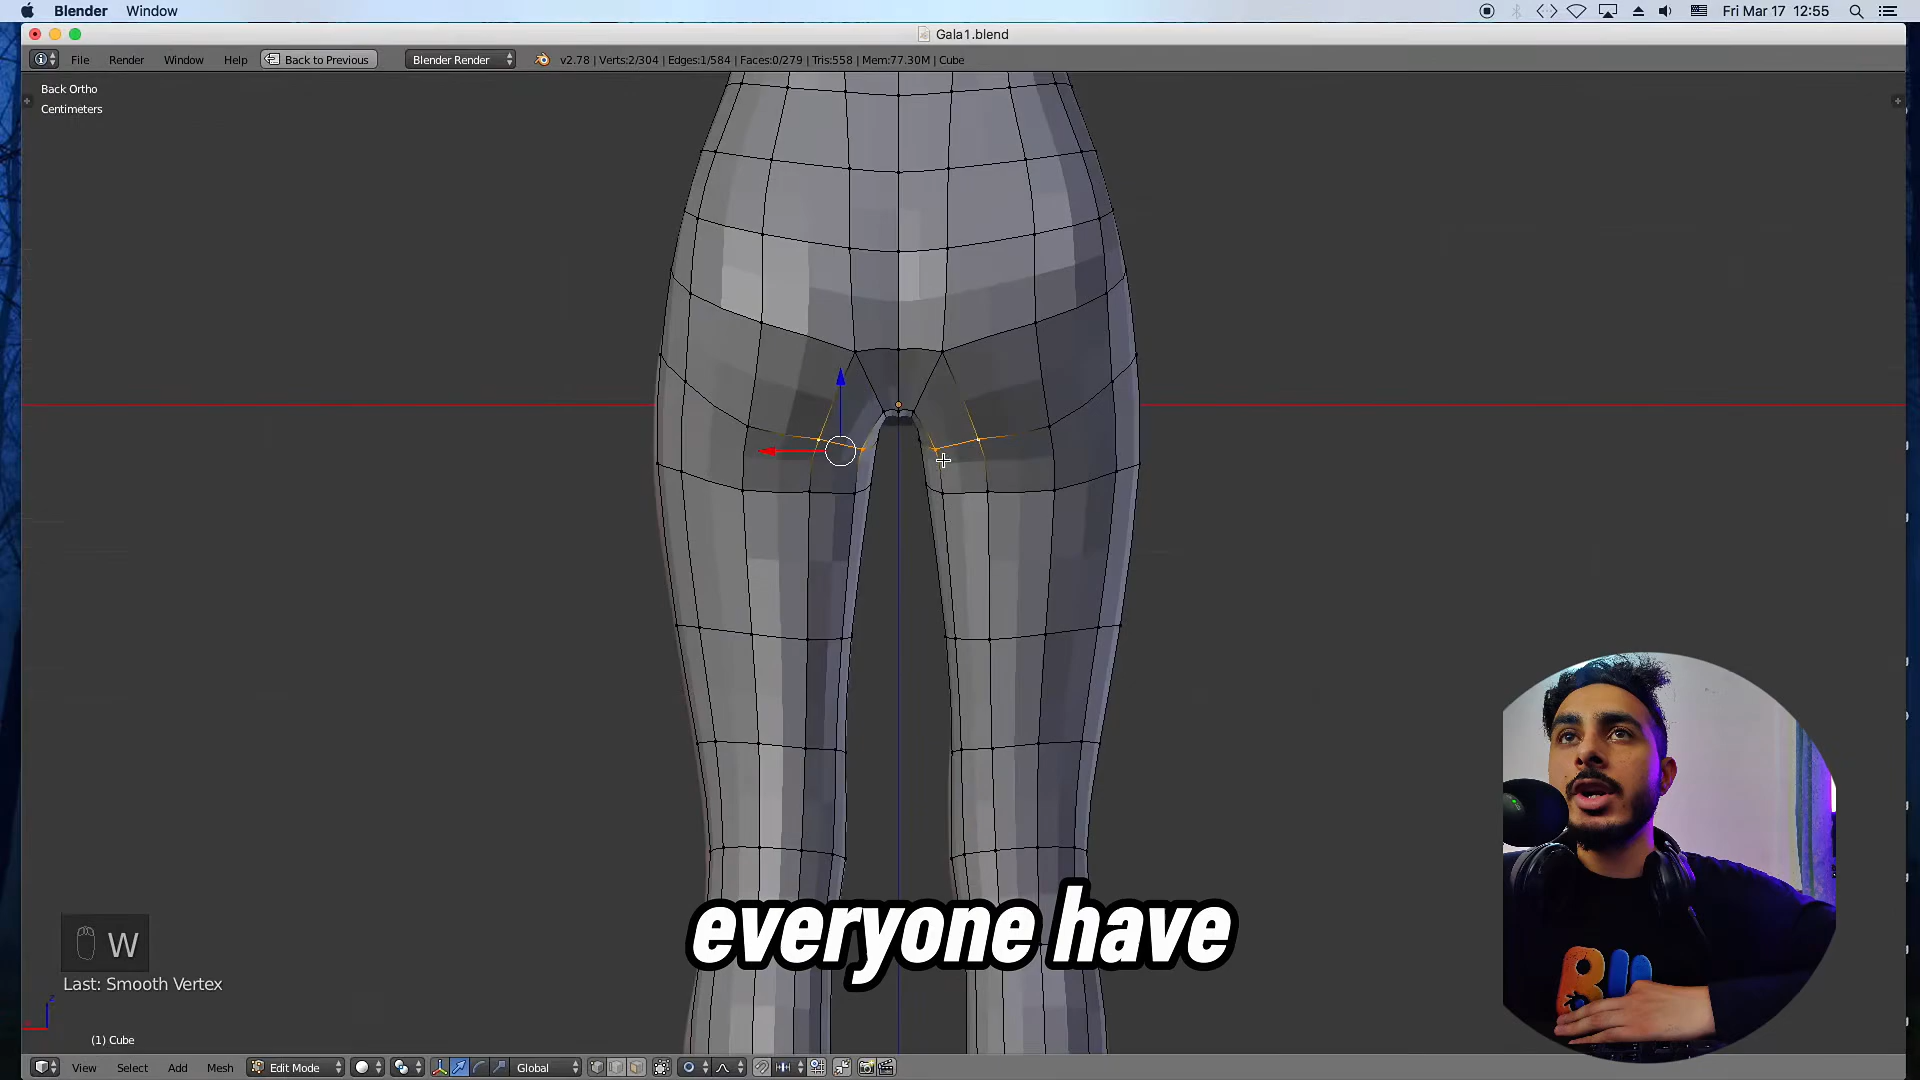 Blender Window
Fri Mar 17 12:55
Gala1.blend
File Render Window Help Back to Previous Blender Render v2.78 | Verts:2/304 | Edges:1/584 | Faces:0/279 | Tris:558 | Mem:77.30M | Cube
Back Ortho
Centimeters
everyone have
W
Last: Smooth Vertex
z
(1) Cube
View Select Add Mesh Edit Mode Global